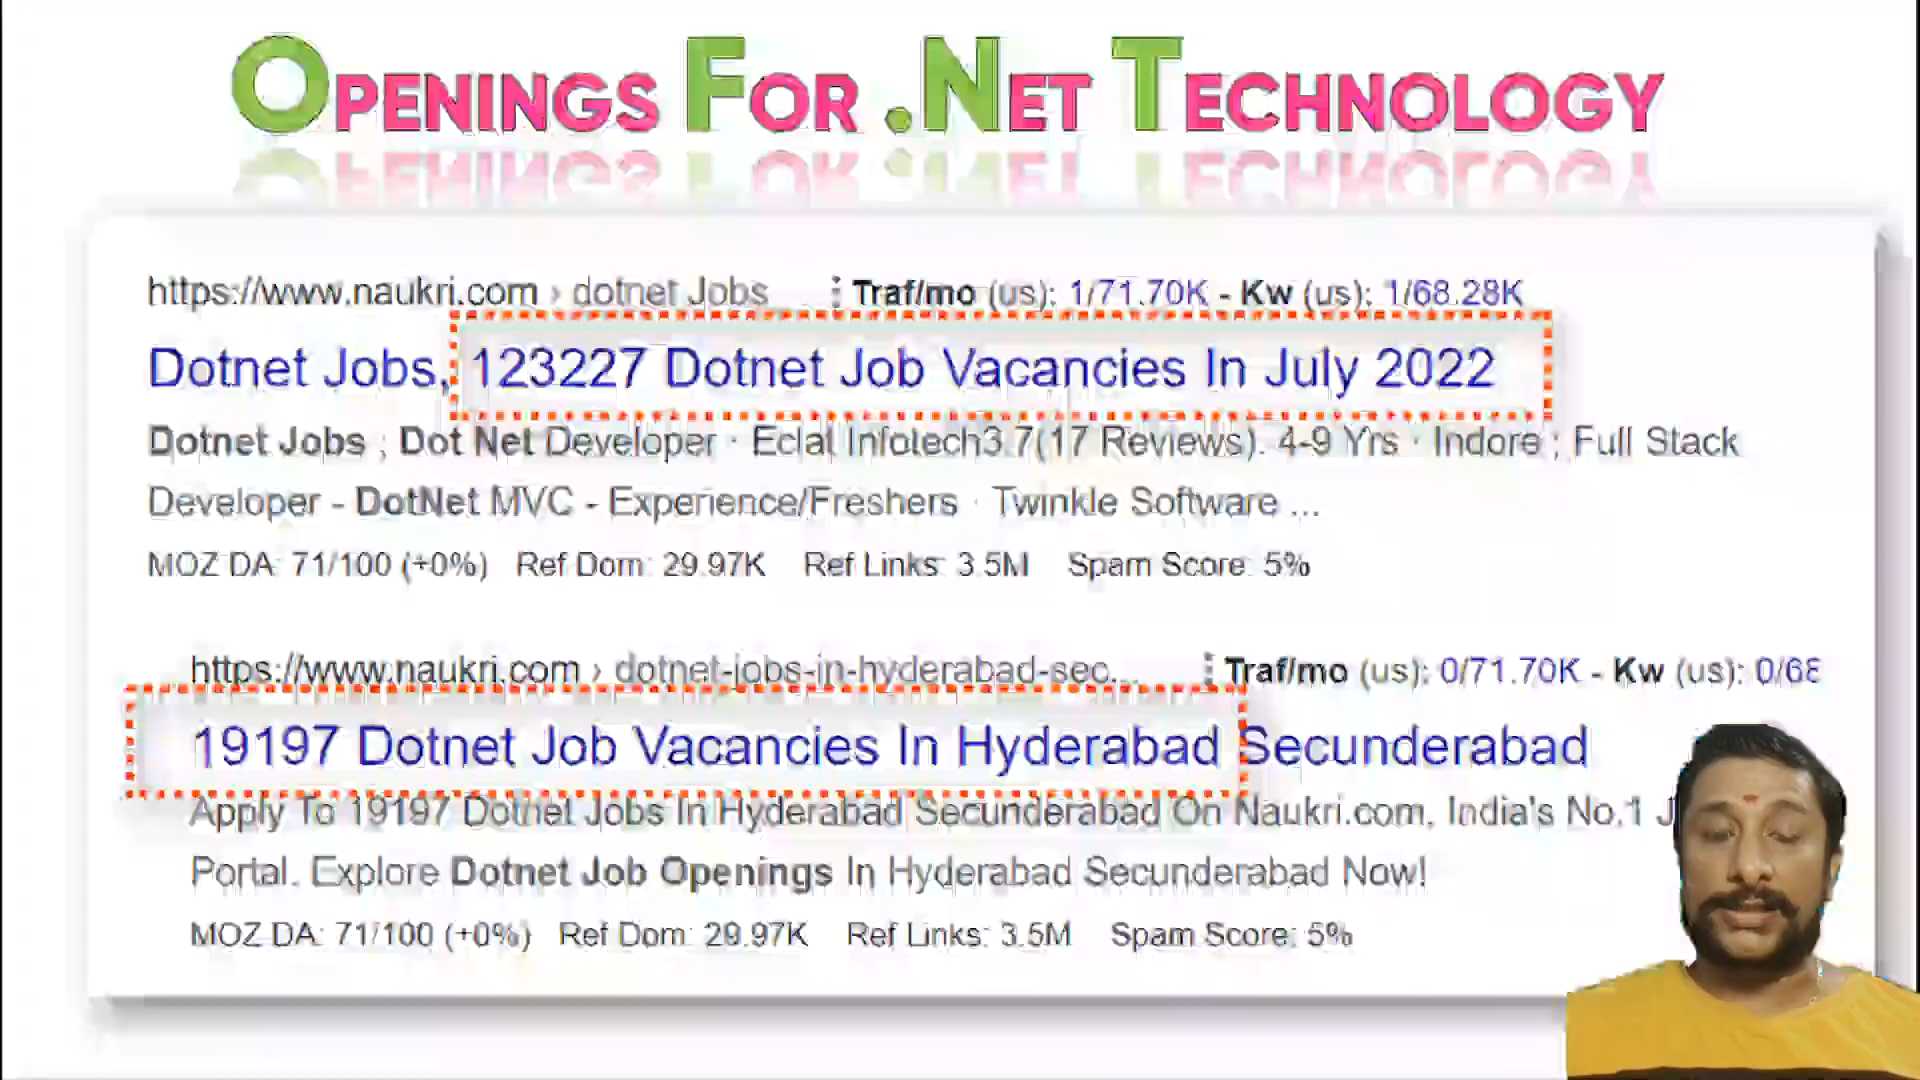 OPENINGS FOR .NET TECHNOLOGY
https://www.naukri.com › dotnet Jobs ⋮ Traf/mo (us): 1/71.70K - Kw (us): 1/68.28K
Dotnet Jobs, 123227 Dotnet Job Vacancies In July 2022
Dotnet Jobs ; Dot Net Developer · Eclat Infotech3.7(17 Reviews). 4-9 Yrs · Indore ; Full Stack
Developer - DotNet MVC - Experience/Freshers · Twinkle Software ...
MOZ DA: 71/100 (+0%) Ref Dom: 29.97K Ref Links: 3.5M Spam Score: 5%
https://www.naukri.com › dotnet-jobs-in-hyderabad-sec... ⋮ Traf/mo (us): 0/71.70K - Kw (us): 0/68
19197 Dotnet Job Vacancies In Hyderabad Secunderabad
Apply To 19197 Dotnet Jobs In Hyderabad Secunderabad On Naukri.com, India's No.1 J
Portal. Explore Dotnet Job Openings In Hyderabad Secunderabad Now!
MOZ DA: 71/100 (+0%) Ref Dom: 29.97K Ref Links: 3.5M Spam Score: 5%